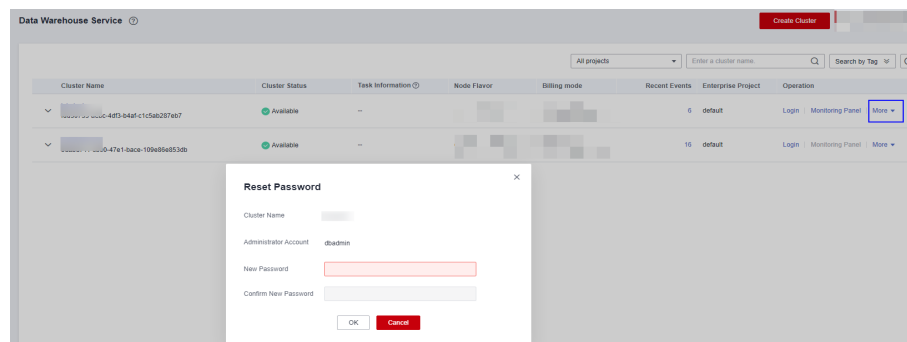 Data Warehouse Service
Create Cluster
All projects
Enter a cluster name.
Search by Tag
Cluster Name Cluster Status Task Information Node Flavor Billing mode Recent Events Enterprise Project Operation
Available – 6 default Login Monitoring Panel More
-4df3-b4af-c1c5ab287eb7
Available – 16 default Login Monitoring Panel More
-47e1-bace-109e86e853db
Reset Password
Cluster Name
Administrator Account dbadmin
New Password
Confirm New Password
OK Cancel